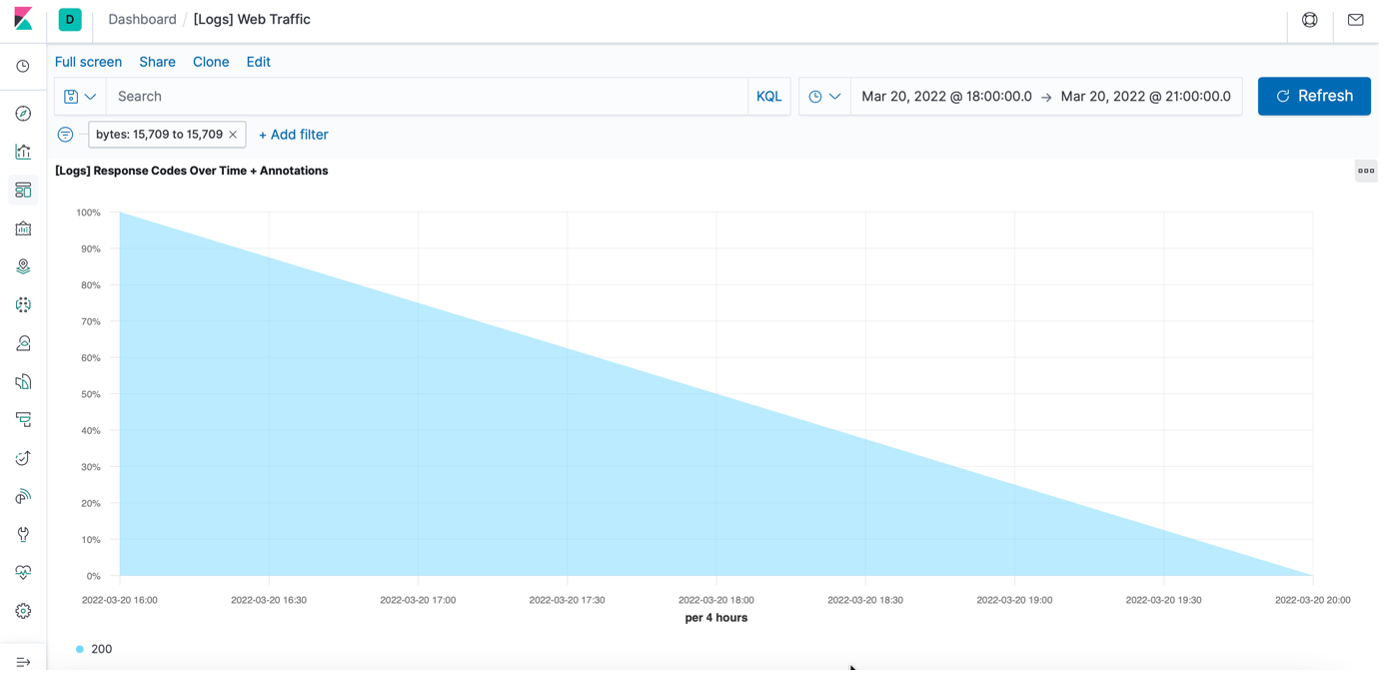 D Dashboard / [Logs] Web Traffic
Full screen Share Clone Edit
Search KQL Mar 20, 2022 @ 18:00:00.0 → Mar 20, 2022 @ 21:00:00.0 Refresh
bytes: 15,709 to 15,709 × + Add filter
[Logs] Response Codes Over Time + Annotations
100%
90%
80%
70%
60%
50%
40%
30%
20%
10%
0%
2022-03-20 16:00 2022-03-20 16:30 2022-03-20 17:00 2022-03-20 17:30 2022-03-20 18:00 2022-03-20 18:30 2022-03-20 19:00 2022-03-20 19:30 2022-03-20 20:00
per 4 hours
200